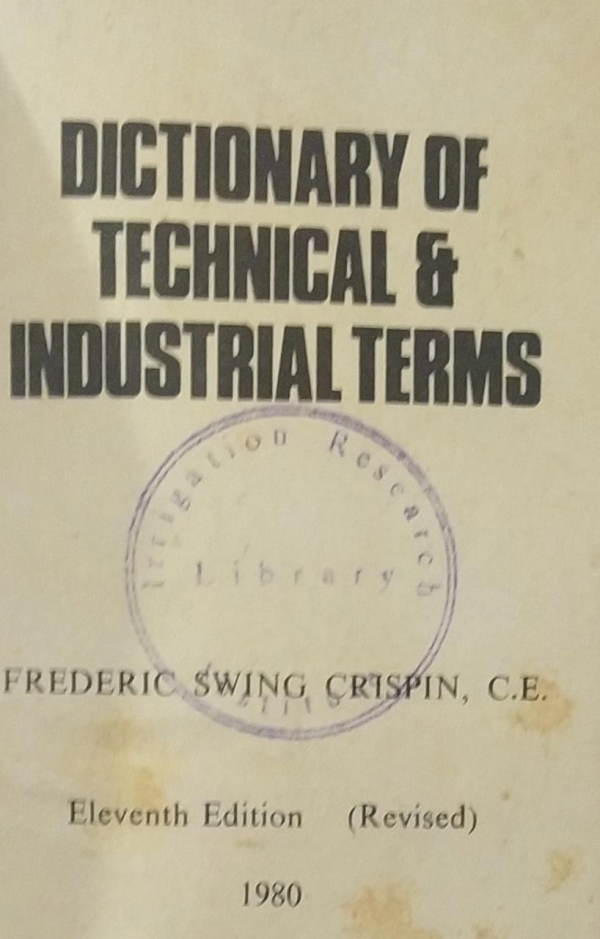 DICTIONARY OF
TECHNICAL &
INDUSTRIAL TERMS
Irrigation Research
Library
FREDERIC SWING CRISPIN, C.E.
Eleventh Edition (Revised)
1980